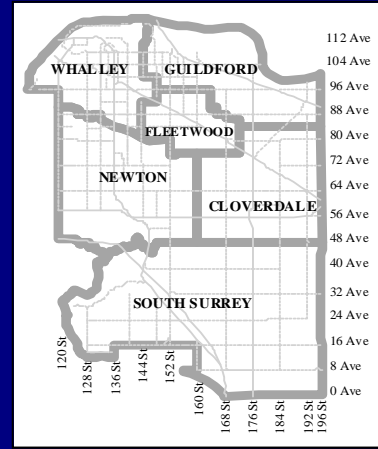 112 Ave
104 Ave
WHALLEY GUILDFORD
96 Ave
88 Ave
FLEETWOOD
80 Ave
72 Ave
NEWTON
64 Ave
CLOVERDALE
56 Ave
48 Ave
40 Ave
SOUTH SURREY
32 Ave
24 Ave
16 Ave
8 Ave
0 Ave
120 St
128 St
136 St
144 St
152 St
160 St
168 St
176 St
184 St
192 St
196 St